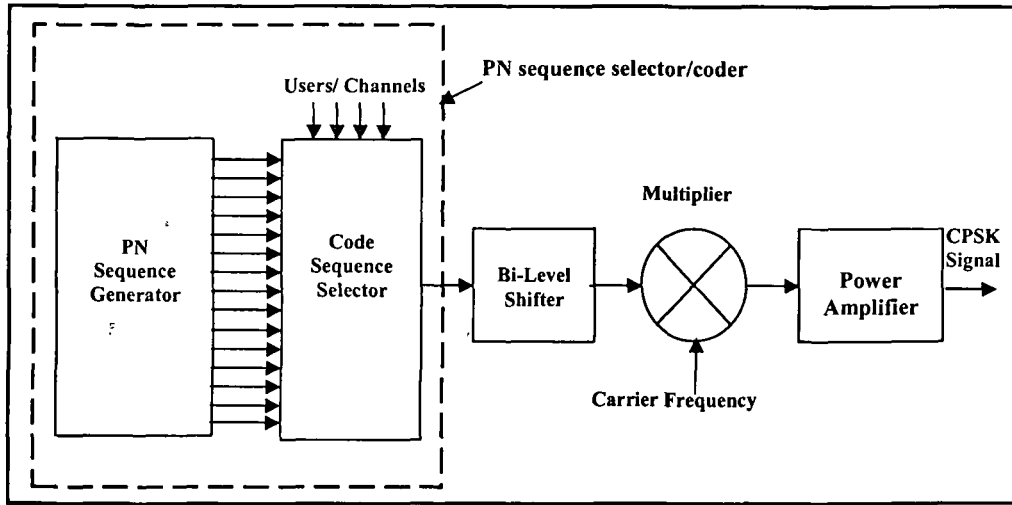 Users/ Channels
PN sequence selector/coder
PN
Sequence
Generator
Code
Sequence
Selector
Bi-Level
Shifter
Multiplier
Carrier Frequency
Power
Amplifier
CPSK
Signal